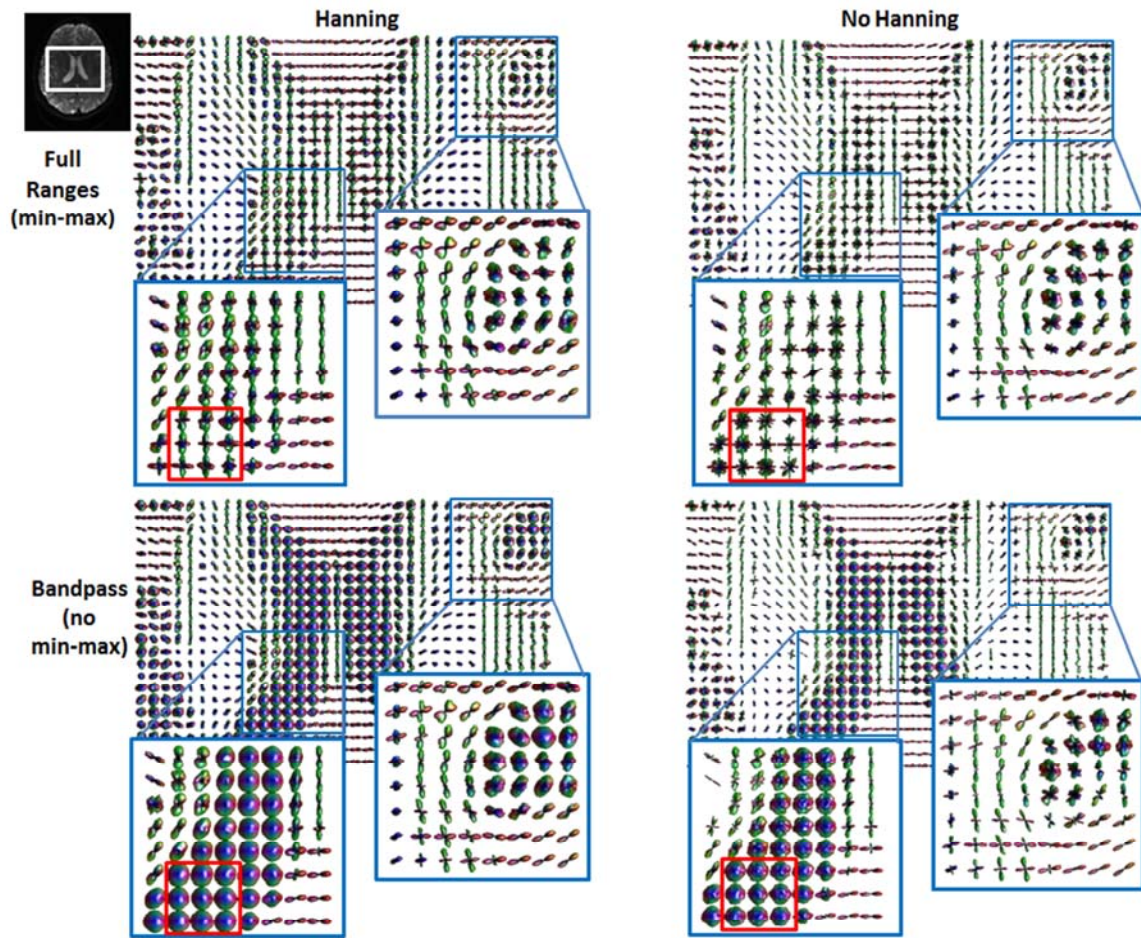 Hanning
No Hanning
Full
Ranges
(min-max)
Bandpass
(no
min-max)